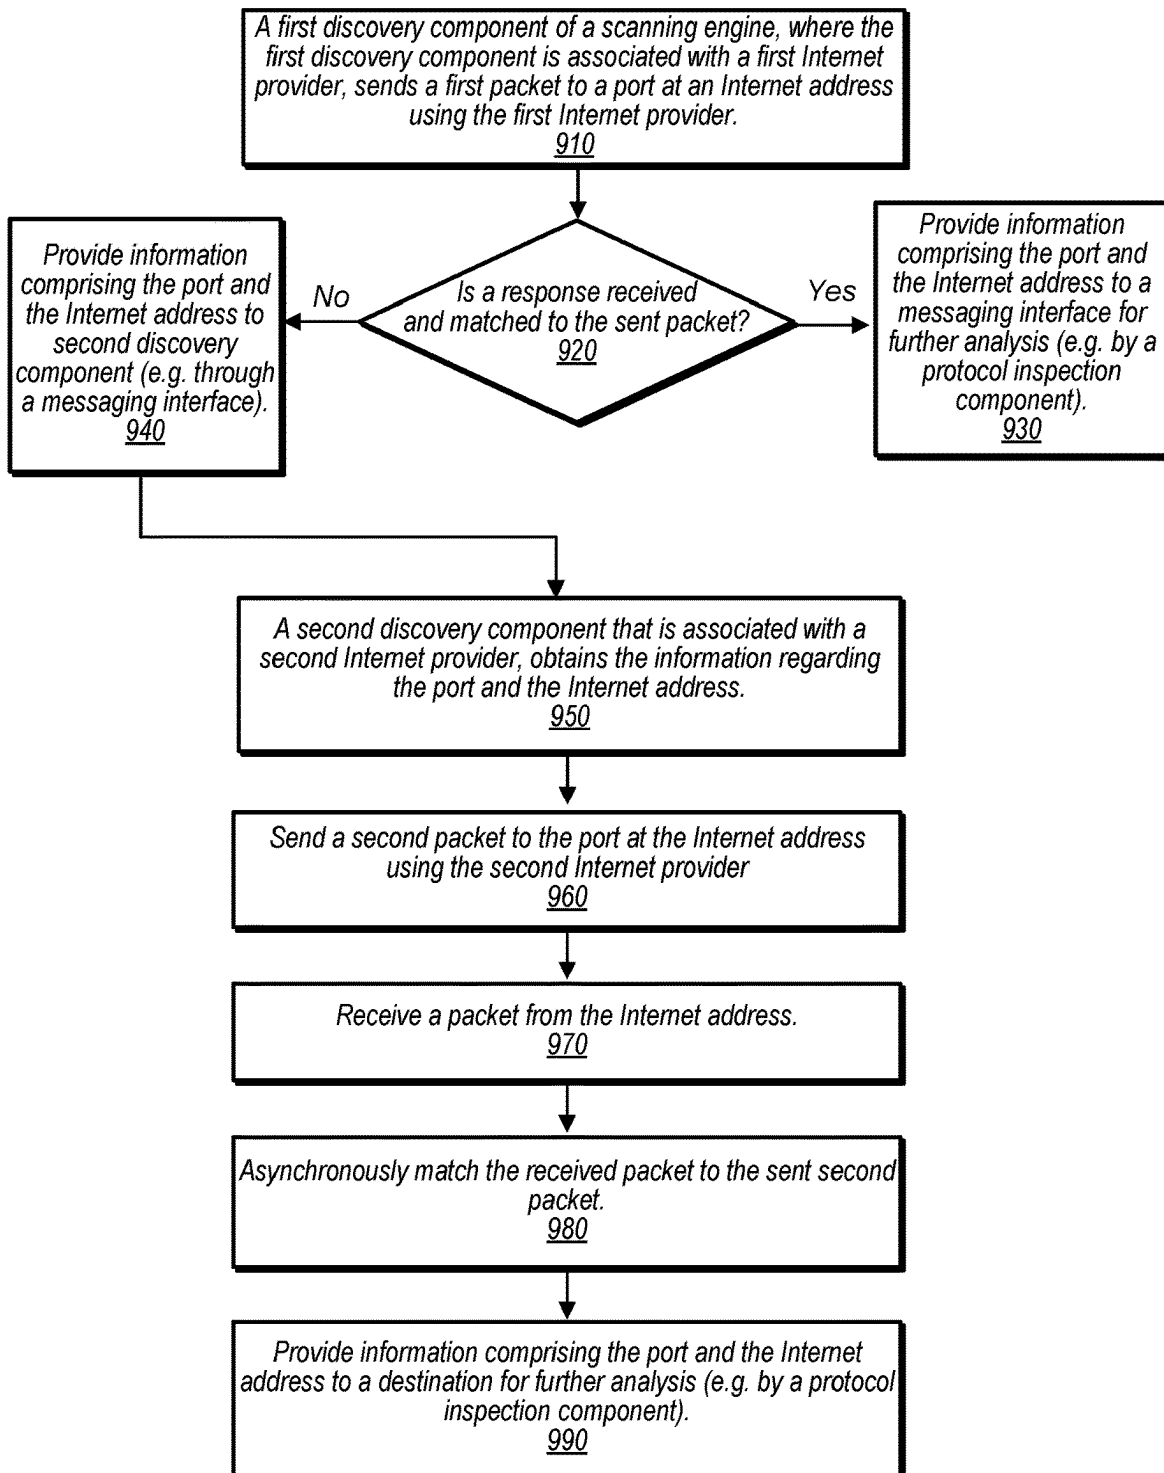 A first discovery component of a scanning engine, where the
first discovery component is associated with a first Internet
provider, sends a first packet to a port at an Internet address
using the first Internet provider.
910
Is a response received
and matched to the sent packet?
920
Yes
Provide information
comprising the port and
the Internet address to a
messaging interface for
further analysis (e.g. by a
protocol inspection
component).
930
No
Provide information
comprising the port and
the Internet address to
second discovery
component (e.g. through
a messaging interface).
940
A second discovery component that is associated with a
second Internet provider, obtains the information regarding
the port and the Internet address.
950
Send a second packet to the port at the Internet address
using the second Internet provider
960
Receive a packet from the Internet address.
970
Asynchronously match the received packet to the sent second
packet.
980
Provide information comprising the port and the Internet
address to a destination for further analysis (e.g. by a protocol
inspection component).
990